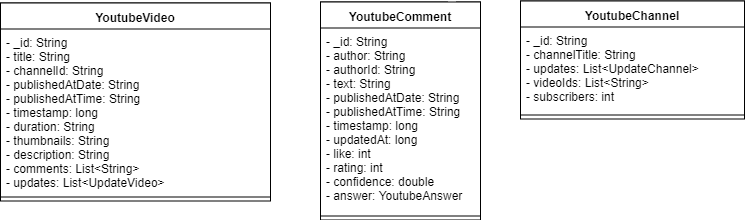 YoutubeVideo
- _id: String
- title: String
- channelId: String
- publishedAtDate: String
- publishedAtTime: String
- timestamp: long
- duration: String
- thumbnails: String
- description: String
- comments: List<String>
- updates: List<UpdateVideo>
YoutubeComment
- _id: String
- author: String
- authorId: String
- text: String
- publishedAtDate: String
- publishedAtTime: String
- timestamp: long
- updatedAt: long
- like: int
- rating: int
- confidence: double
- answer: YoutubeAnswer
YoutubeChannel
- _id: String
- channelTitle: String
- updates: List<UpdateChannel>
- videoIds: List<String>
- subscribers: int